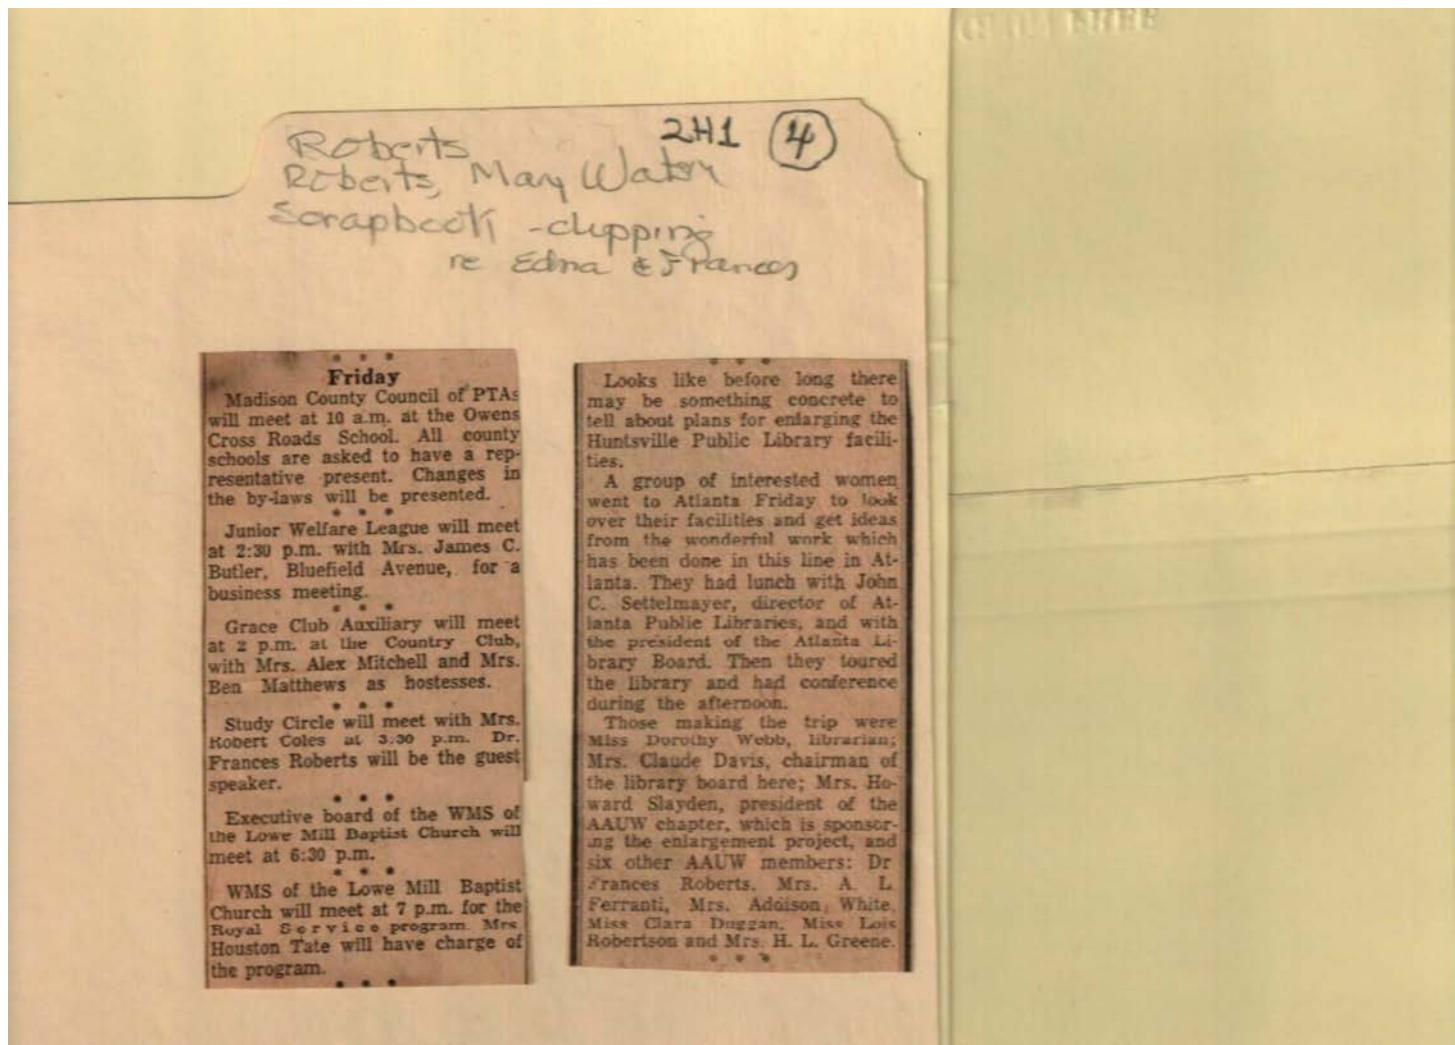 Roberts 2H1 4
Roberts, Mary Watson
Scrapbook - clipping
re Edna & Frances
* * *
Friday
Madison County Council of PTAs
will meet at 10 a.m. at the Owens
Cross Roads School. All county
schools are asked to have a rep-
resentative present. Changes in
the by-laws will be presented.
* * *
Junior Welfare League will meet
at 2:30 p.m. with Mrs. James C.
Butler, Bluefield Avenue, for a
business meeting.
* * *
Grace Club Auxiliary will meet
at 2 p.m. at the Country Club,
with Mrs. Alex Mitchell and Mrs.
Ben Matthews as hostesses.
* * *
Study Circle will meet with Mrs.
Robert Coles at 3:30 p.m. Dr.
Frances Roberts will be the guest
speaker.
* * *
Executive board of the WMS of
the Lowe Mill Baptist Church will
meet at 6:30 p.m.
* * *
WMS of the Lowe Mill Baptist
Church will meet at 7 p.m. for the
Royal Service program. Mrs
Houston Tate will have charge of
the program.
* * *
* * *
Looks like before long there
may be something concrete to
tell about plans for enlarging the
Huntsville Public Library facili-
ties.
A group of interested women
went to Atlanta Friday to look
over their facilities and get ideas
from the wonderful work which
has been done in this line in At-
lanta. They had lunch with John
C. Settelmayer, director of At-
lanta Public Libraries, and with
the president of the Atlanta Li-
brary Board. Then they toured
the library and had conference
during the afternoon.
Those making the trip were
Miss Dorothy Webb, librarian;
Mrs. Claude Davis, chairman of
the library board here; Mrs. Ho-
ward Slayden, president of the
AAUW chapter, which is sponsor-
ng the enlargement project, and
six other AAUW members: Dr
Frances Roberts, Mrs. A. L.
Ferranti, Mrs. Addison White,
Miss Clara Duggan, Miss Lois
Robertson and Mrs. H. L. Greene.
* * *